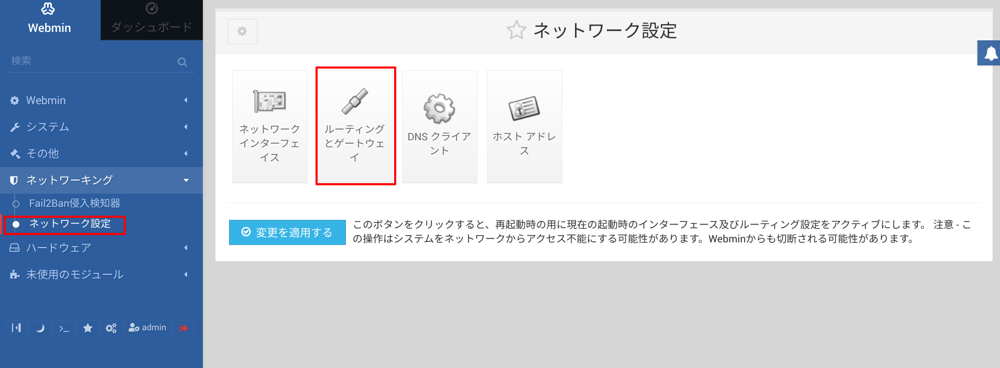 Webmin
ダッシュボード
検索
Webmin
システム
その他
ネットワーキング
Fail2Ban侵入検知器
ネットワーク設定
ハードウェア
未使用のモジュール
admin
ネットワーク設定
ネットワーク
インターフェ
イス
ルーティング
とゲートウェ
イ
DNS クライア
ント
ホスト アドレ
ス
変更を適用する
このボタンをクリックすると、再起動時の用に現在の起動時のインターフェース及びルーティング設定をアクティブにします。 注意 - こ
の操作はシステムをネットワークからアクセス不能にする可能性があります。Webminからも切断される可能性があります。